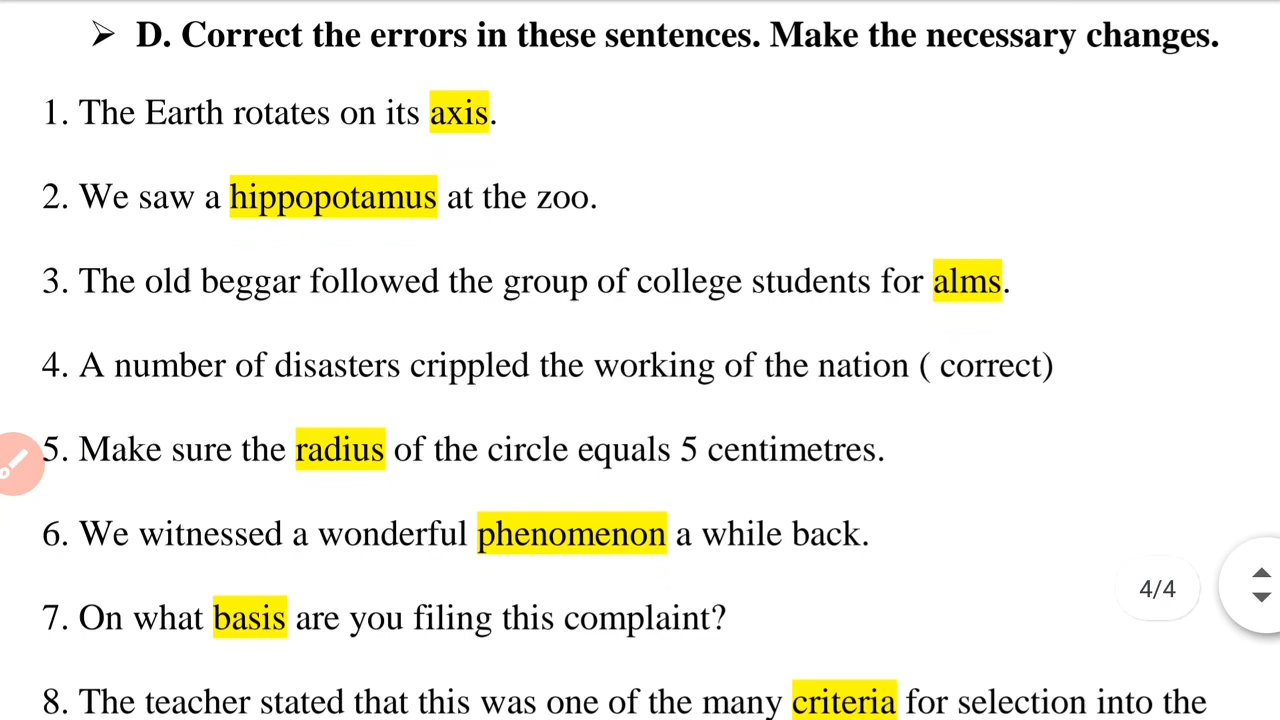 ➢ D. Correct the errors in these sentences. Make the necessary changes.
1. The Earth rotates on its axis.
2. We saw a hippopotamus at the zoo.
3. The old beggar followed the group of college students for alms.
4. A number of disasters crippled the working of the nation ( correct)
5. Make sure the radius of the circle equals 5 centimetres.
6. We witnessed a wonderful phenomenon a while back.
4/4
7. On what basis are you filing this complaint?
8. The teacher stated that this was one of the many criteria for selection into the